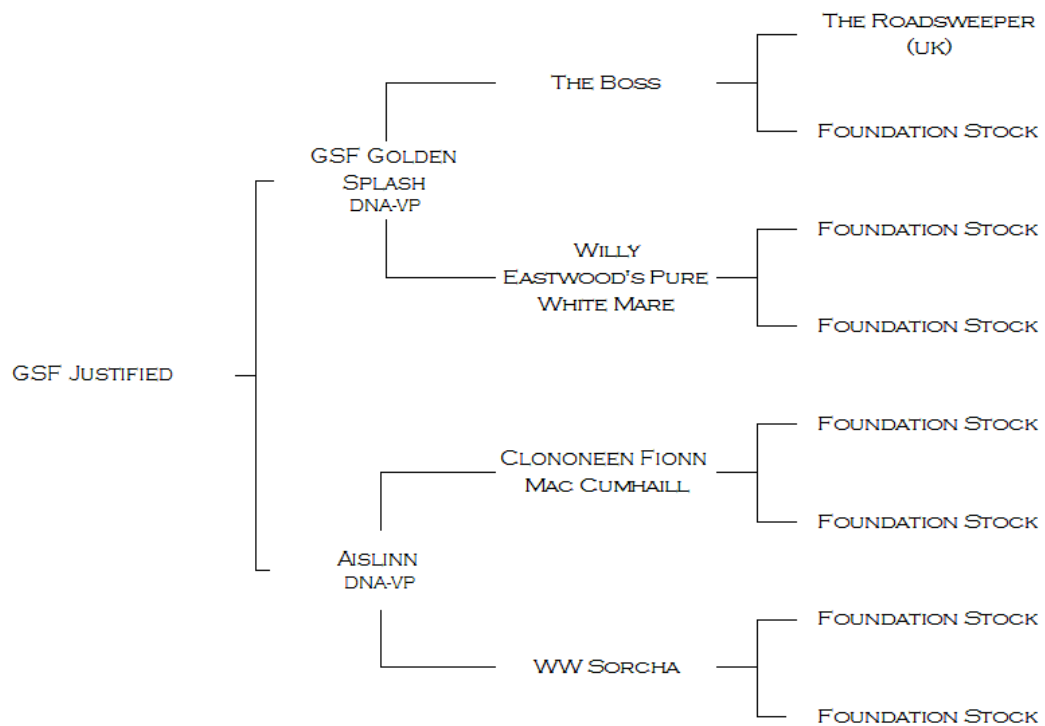 The Roadsweeper
(UK)
The Boss
Foundation Stock
GSF Golden
Splash
DNA-VP
Foundation Stock
Willy
Eastwood's Pure
White Mare
Foundation Stock
GSF Justified
Foundation Stock
Clononeen Fionn
Mac Cumhaill
Foundation Stock
Aislinn
DNA-VP
Foundation Stock
WW Sorcha
Foundation Stock